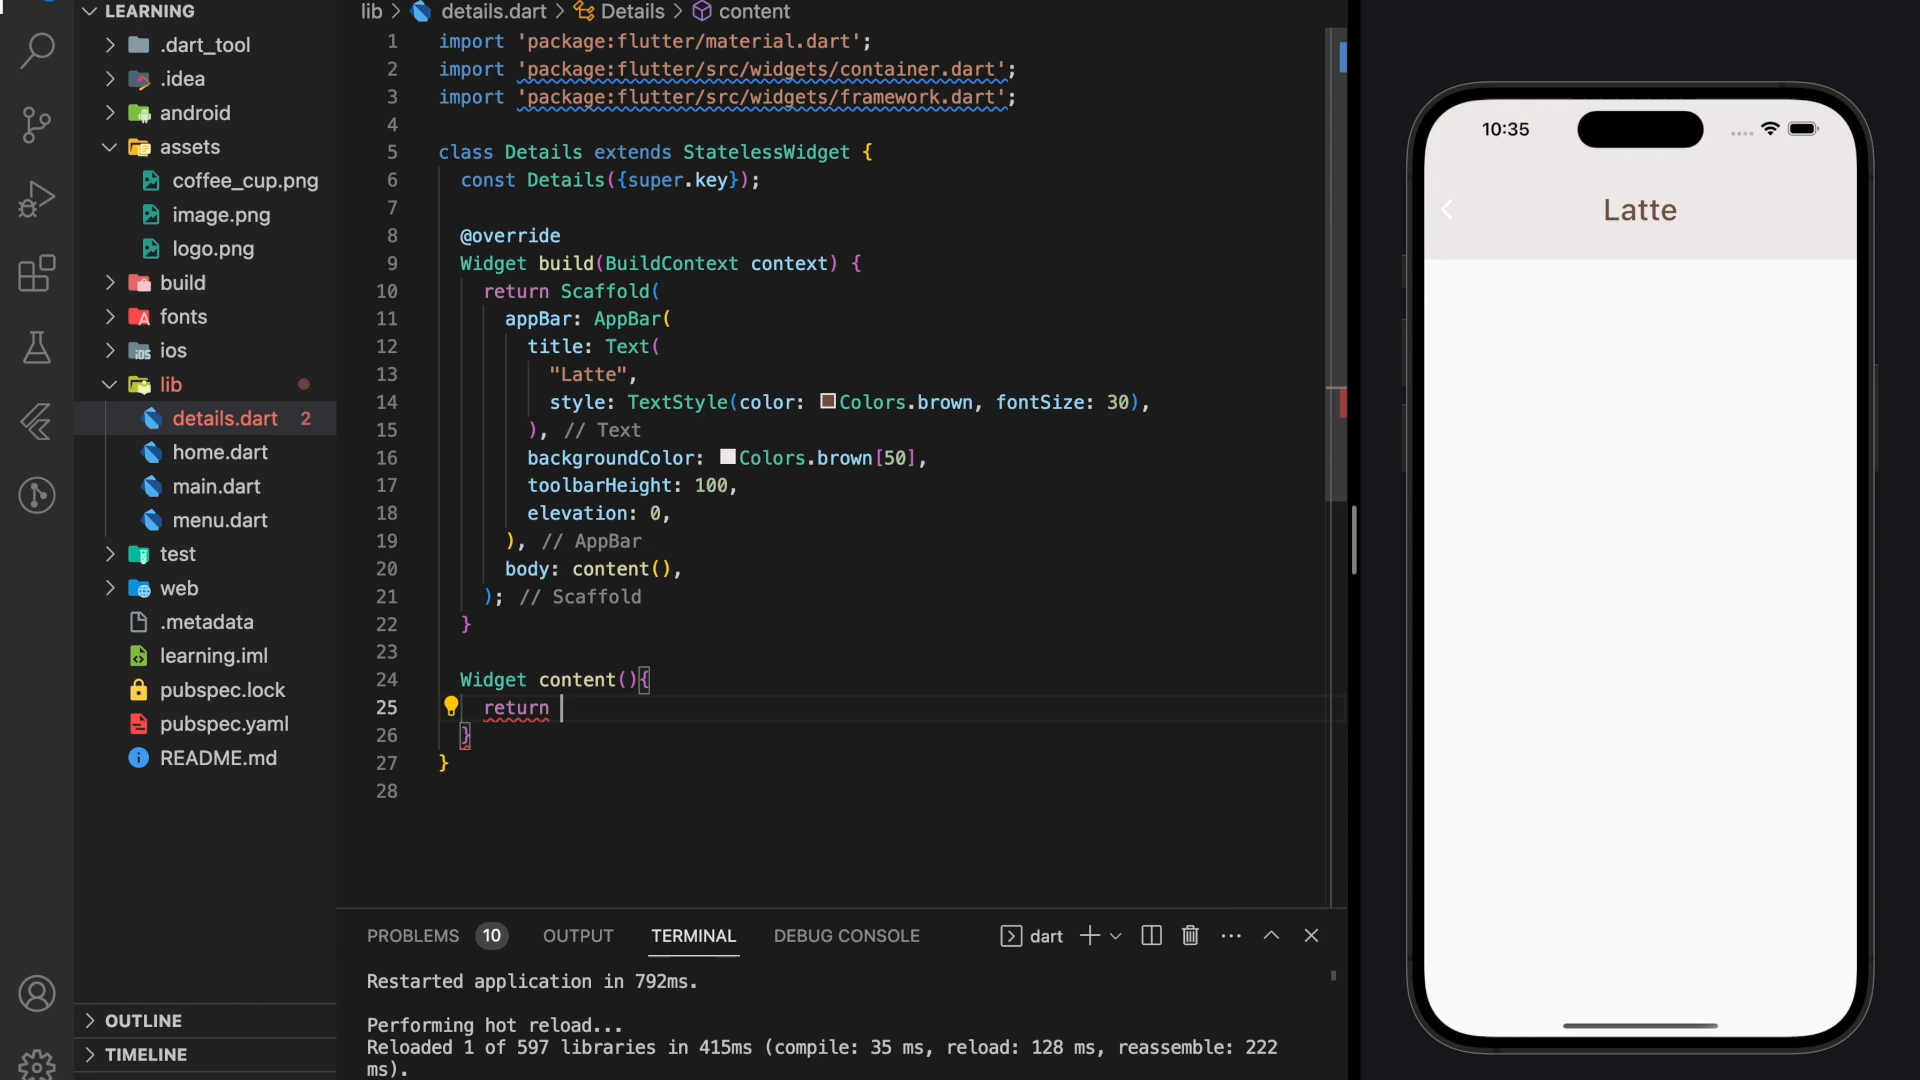 LEARNING
.dart_tool
.idea
android
assets
coffee_cup.png
image.png
logo.png
build
fonts
ios
lib
details.dart 2
home.dart
main.dart
menu.dart
test
web
.metadata
learning.iml
pubspec.lock
pubspec.yaml
README.md
OUTLINE
TIMELINE
lib > details.dart > Details > content
1 import 'package:flutter/material.dart';
2 import 'package:flutter/src/widgets/container.dart';
3 import 'package:flutter/src/widgets/framework.dart';
4
5 class Details extends StatelessWidget {
6 const Details({super.key});
7
8 @override
9 Widget build(BuildContext context) {
10 return Scaffold(
11 appBar: AppBar(
12 title: Text(
13 "Latte",
14 style: TextStyle(color: Colors.brown, fontSize: 30),
15 ), // Text
16 backgroundColor: Colors.brown[50],
17 toolbarHeight: 100,
18 elevation: 0,
19 ), // AppBar
20 body: content(),
21 ); // Scaffold
22 }
23
24 Widget content(){
25 return
26 }
27 }
28
PROBLEMS 10 OUTPUT TERMINAL DEBUG CONSOLE dart
Restarted application in 792ms.
Performing hot reload...
Reloaded 1 of 597 libraries in 415ms (compile: 35 ms, reload: 128 ms, reassemble: 222
ms).
10:35
Latte